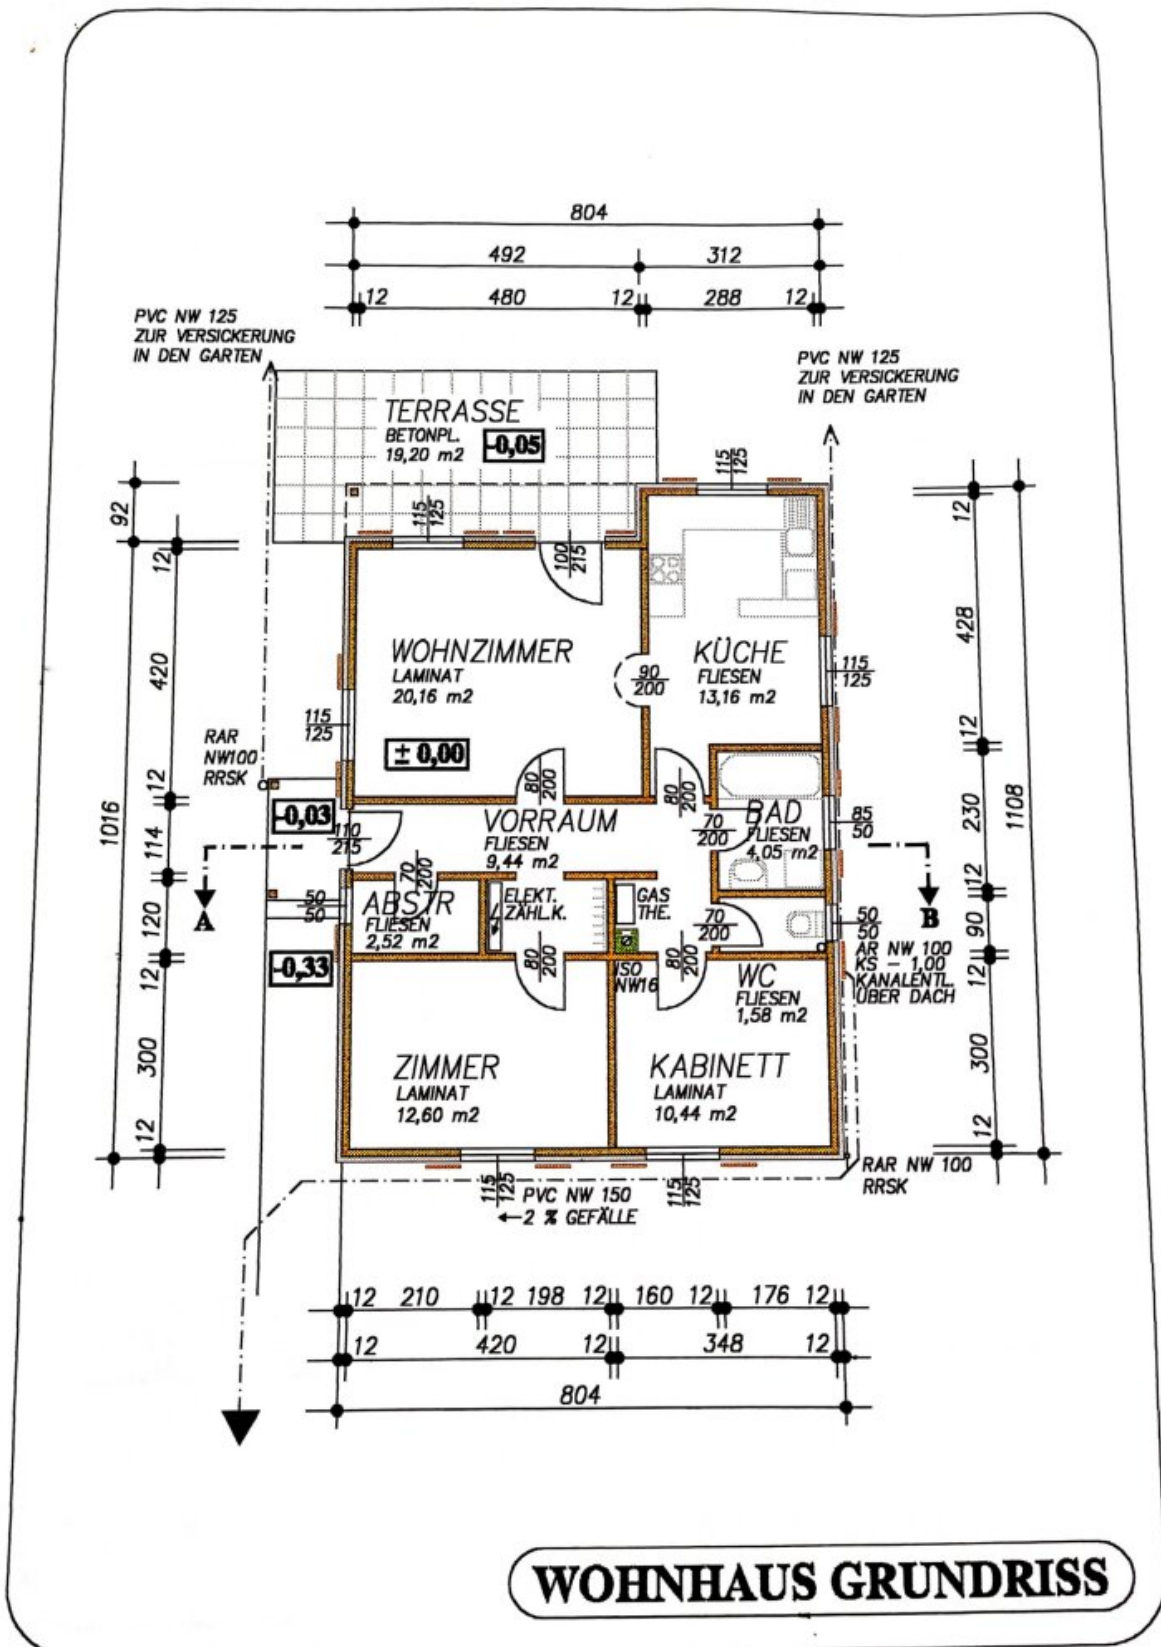 804
492 312
12 480 12 288 12
PVC NW 125
ZUR VERSICKERUNG
IN DEN GARTEN
PVC NW 125
ZUR VERSICKERUNG
IN DEN GARTEN
TERRASSE
BETONPL.
19,20 m2
-0,05
115
125
115
125
100
215
92
12
420
12
114
120
12
300
12
1016
12
428
12
230
12
90
12
300
12
1108
WOHNZIMMER
LAMINAT
20,16 m2
± 0,00
90
200
KÜCHE
FLIESEN
13,16 m2
115
125
115
125
RAR
NW100
RRSK
-0,03
80
200
80
200
VORRAUM
FLIESEN
9,44 m2
110
215
70
200
BAD
FLIESEN
4,05 m2
85
50
A
B
50
50
70
200
ABSTR
FLIESEN
2,52 m2
ELEKT.
ZÄHL.K.
GAS
THE.
70
200
50
50
AR NW 100
KS - 1,00
KANALENTL.
ÜBER DACH
-0,33
80
200
ISO
NW16
80
200
WC
FLIESEN
1,58 m2
ZIMMER
LAMINAT
12,60 m2
KABINETT
LAMINAT
10,44 m2
115
125
PVC NW 150
2 % GEFÄLLE
115
125
RAR NW 100
RRSK
12 210 12 198 12 160 12 176 12
12 420 12 348 12
804
WOHNHAUS GRUNDRISS